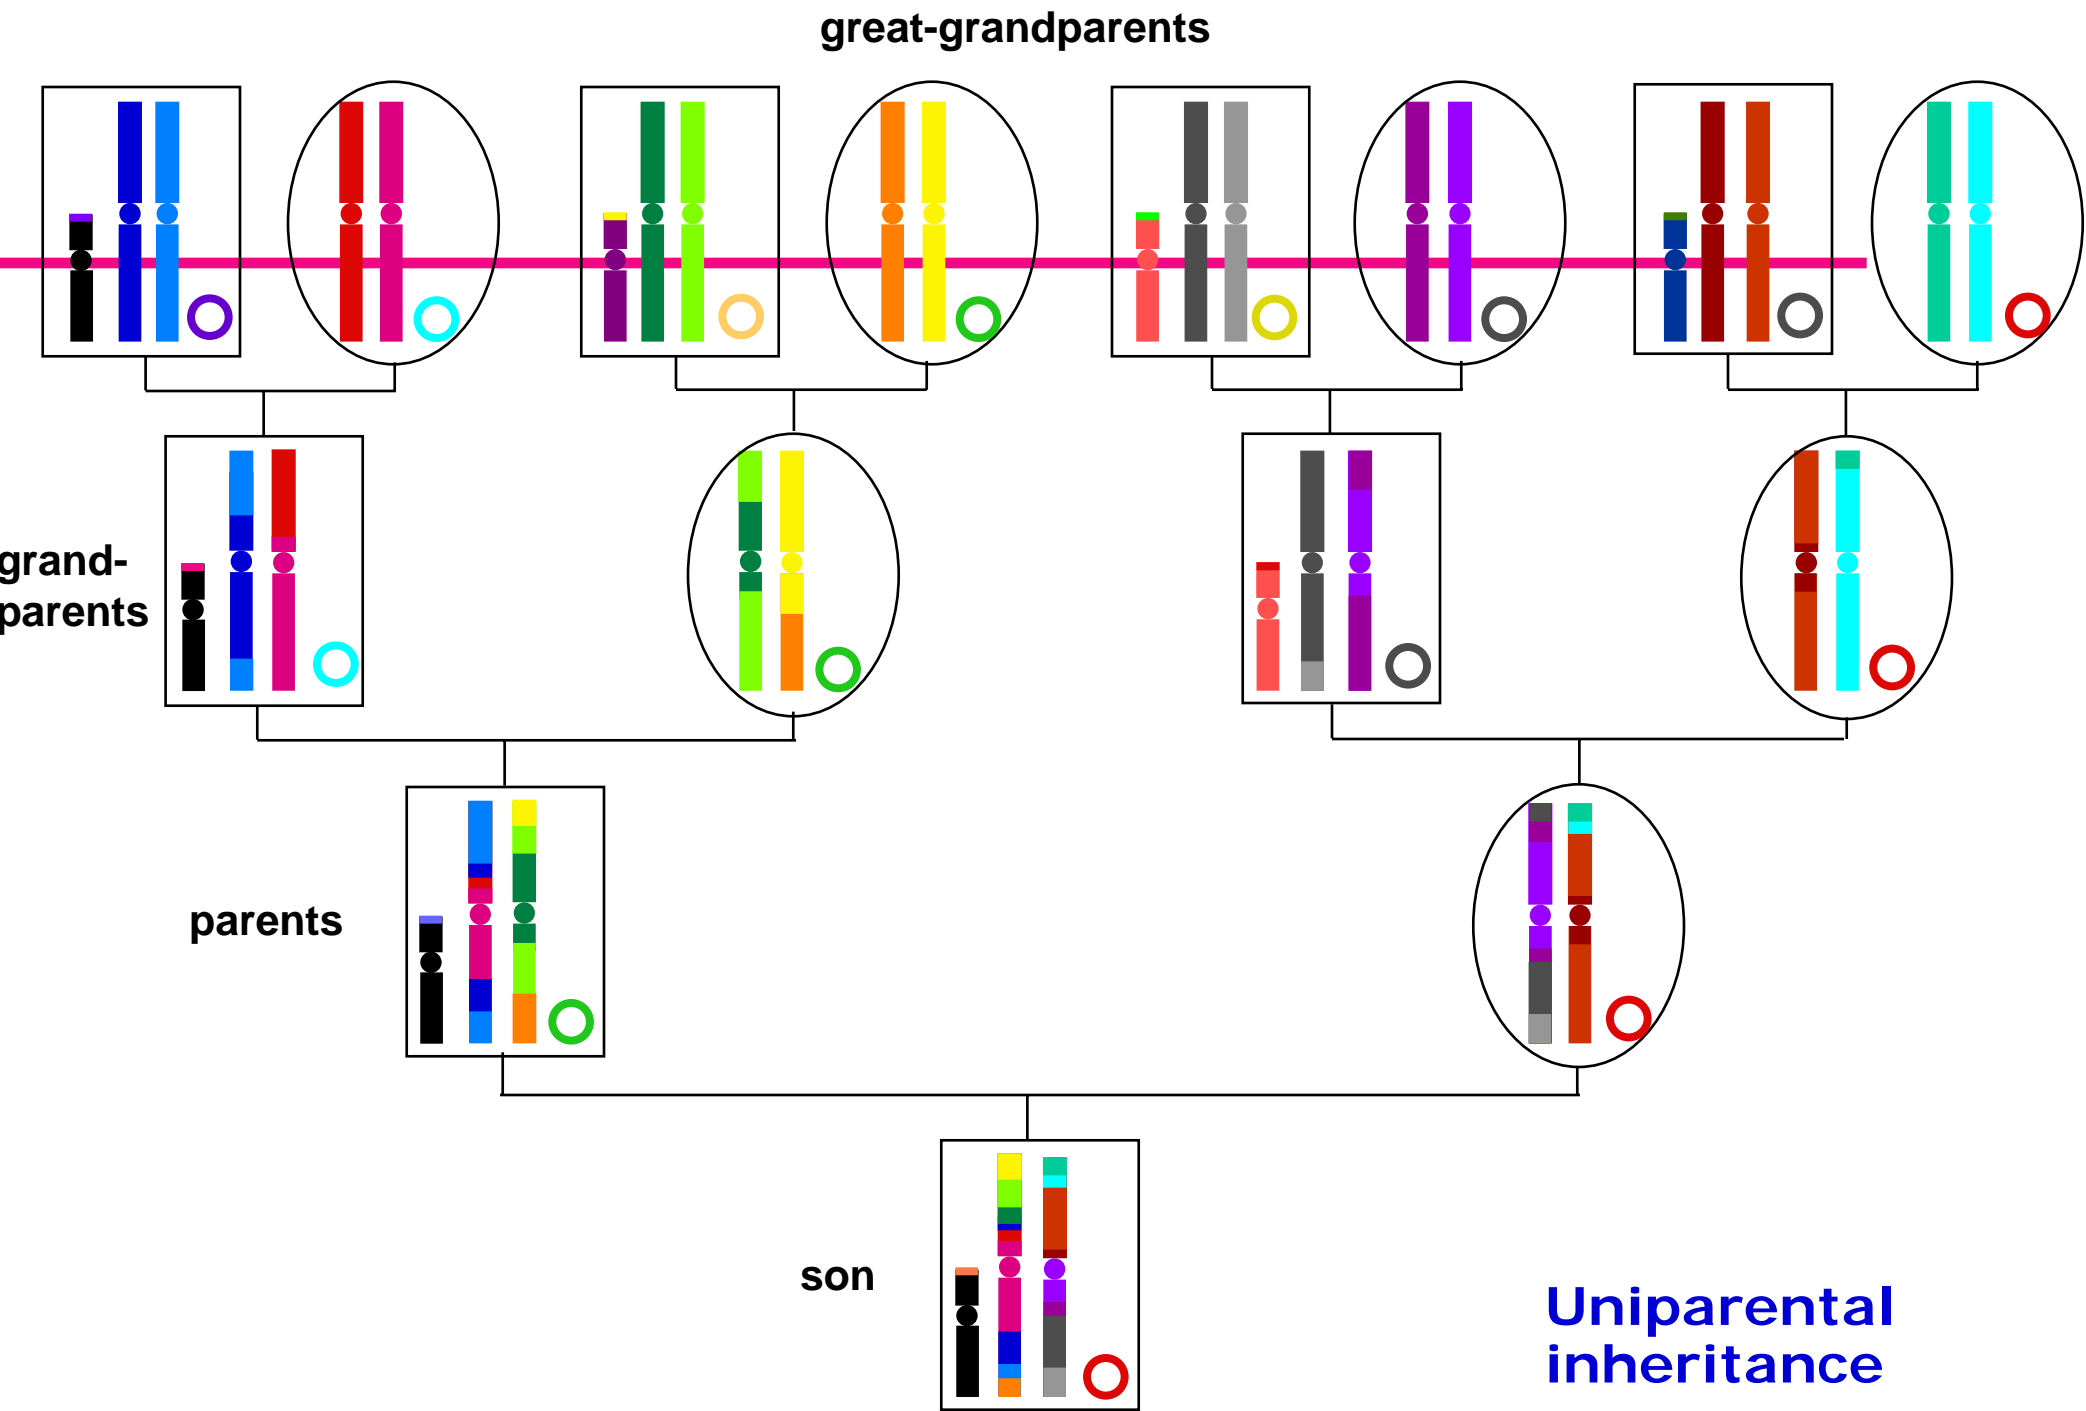 great-grandparents
grand-
parents
parents
son
Uniparental
inheritance